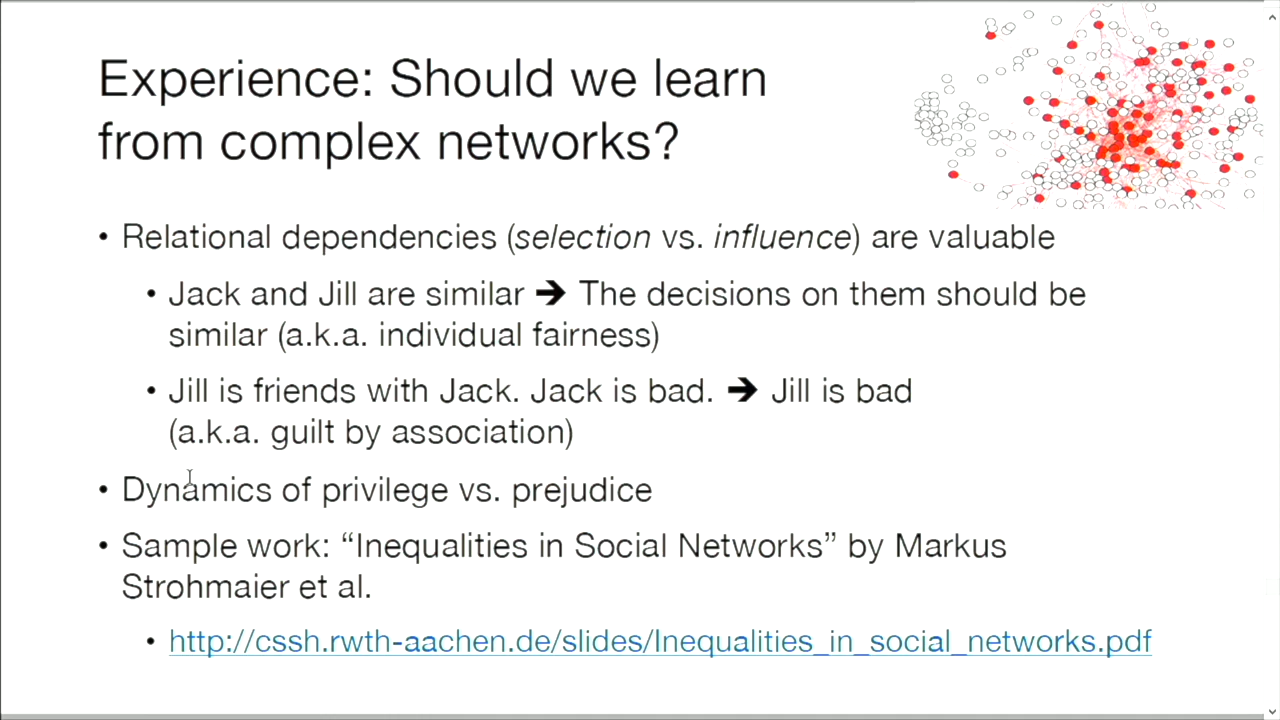 Experience: Should we learn
from complex networks?
• Relational dependencies (selection vs. influence) are valuable
• Jack and Jill are similar ➔ The decisions on them should be
similar (a.k.a. individual fairness)
• Jill is friends with Jack. Jack is bad. ➔ Jill is bad
(a.k.a. guilt by association)
• Dynamics of privilege vs. prejudice
• Sample work: “Inequalities in Social Networks” by Markus
Strohmaier et al.
• http://cssh.rwth-aachen.de/slides/Inequalities_in_social_networks.pdf